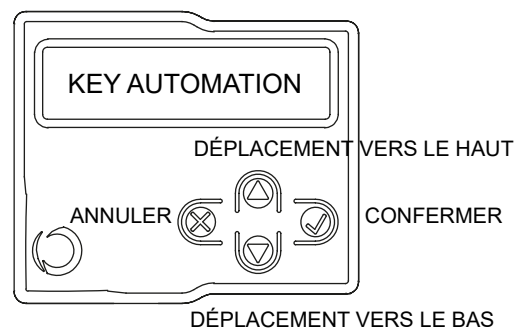 KEY AUTOMATION
DÉPLACEMENT VERS LE HAUT
ANNULER
CONFERMER
DÉPLACEMENT VERS LE BAS